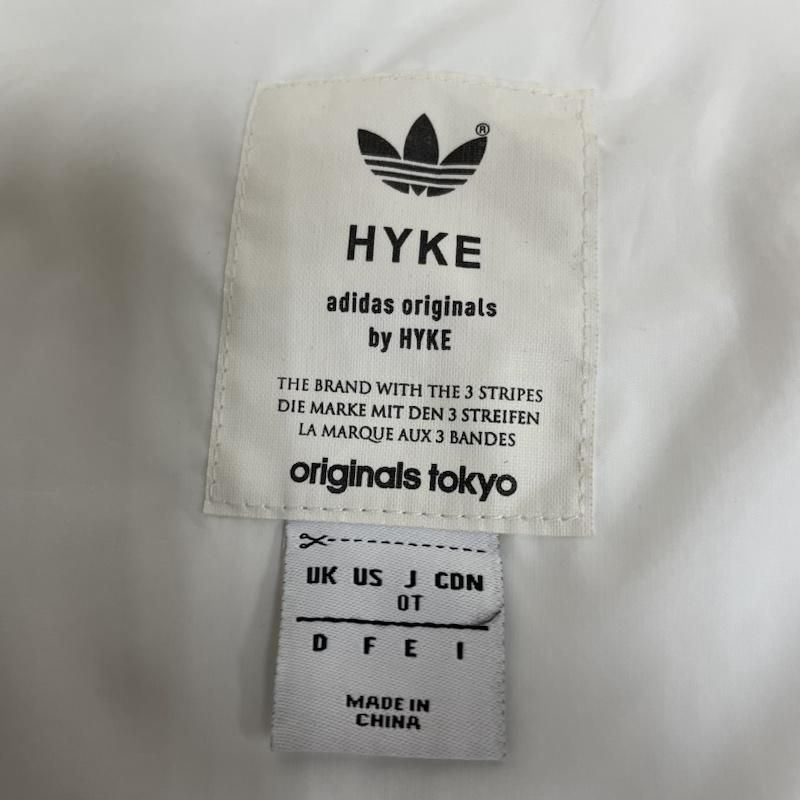 ®
HYKE
adidas originals
by HYKE
THE BRAND WITH THE 3 STRIPES
DIE MARKE MIT DEN 3 STREIFEN
LA MARQUE AUX 3 BANDES
originals tokyo
UK US J CDN
OT
D F E I
MADE IN
CHINA